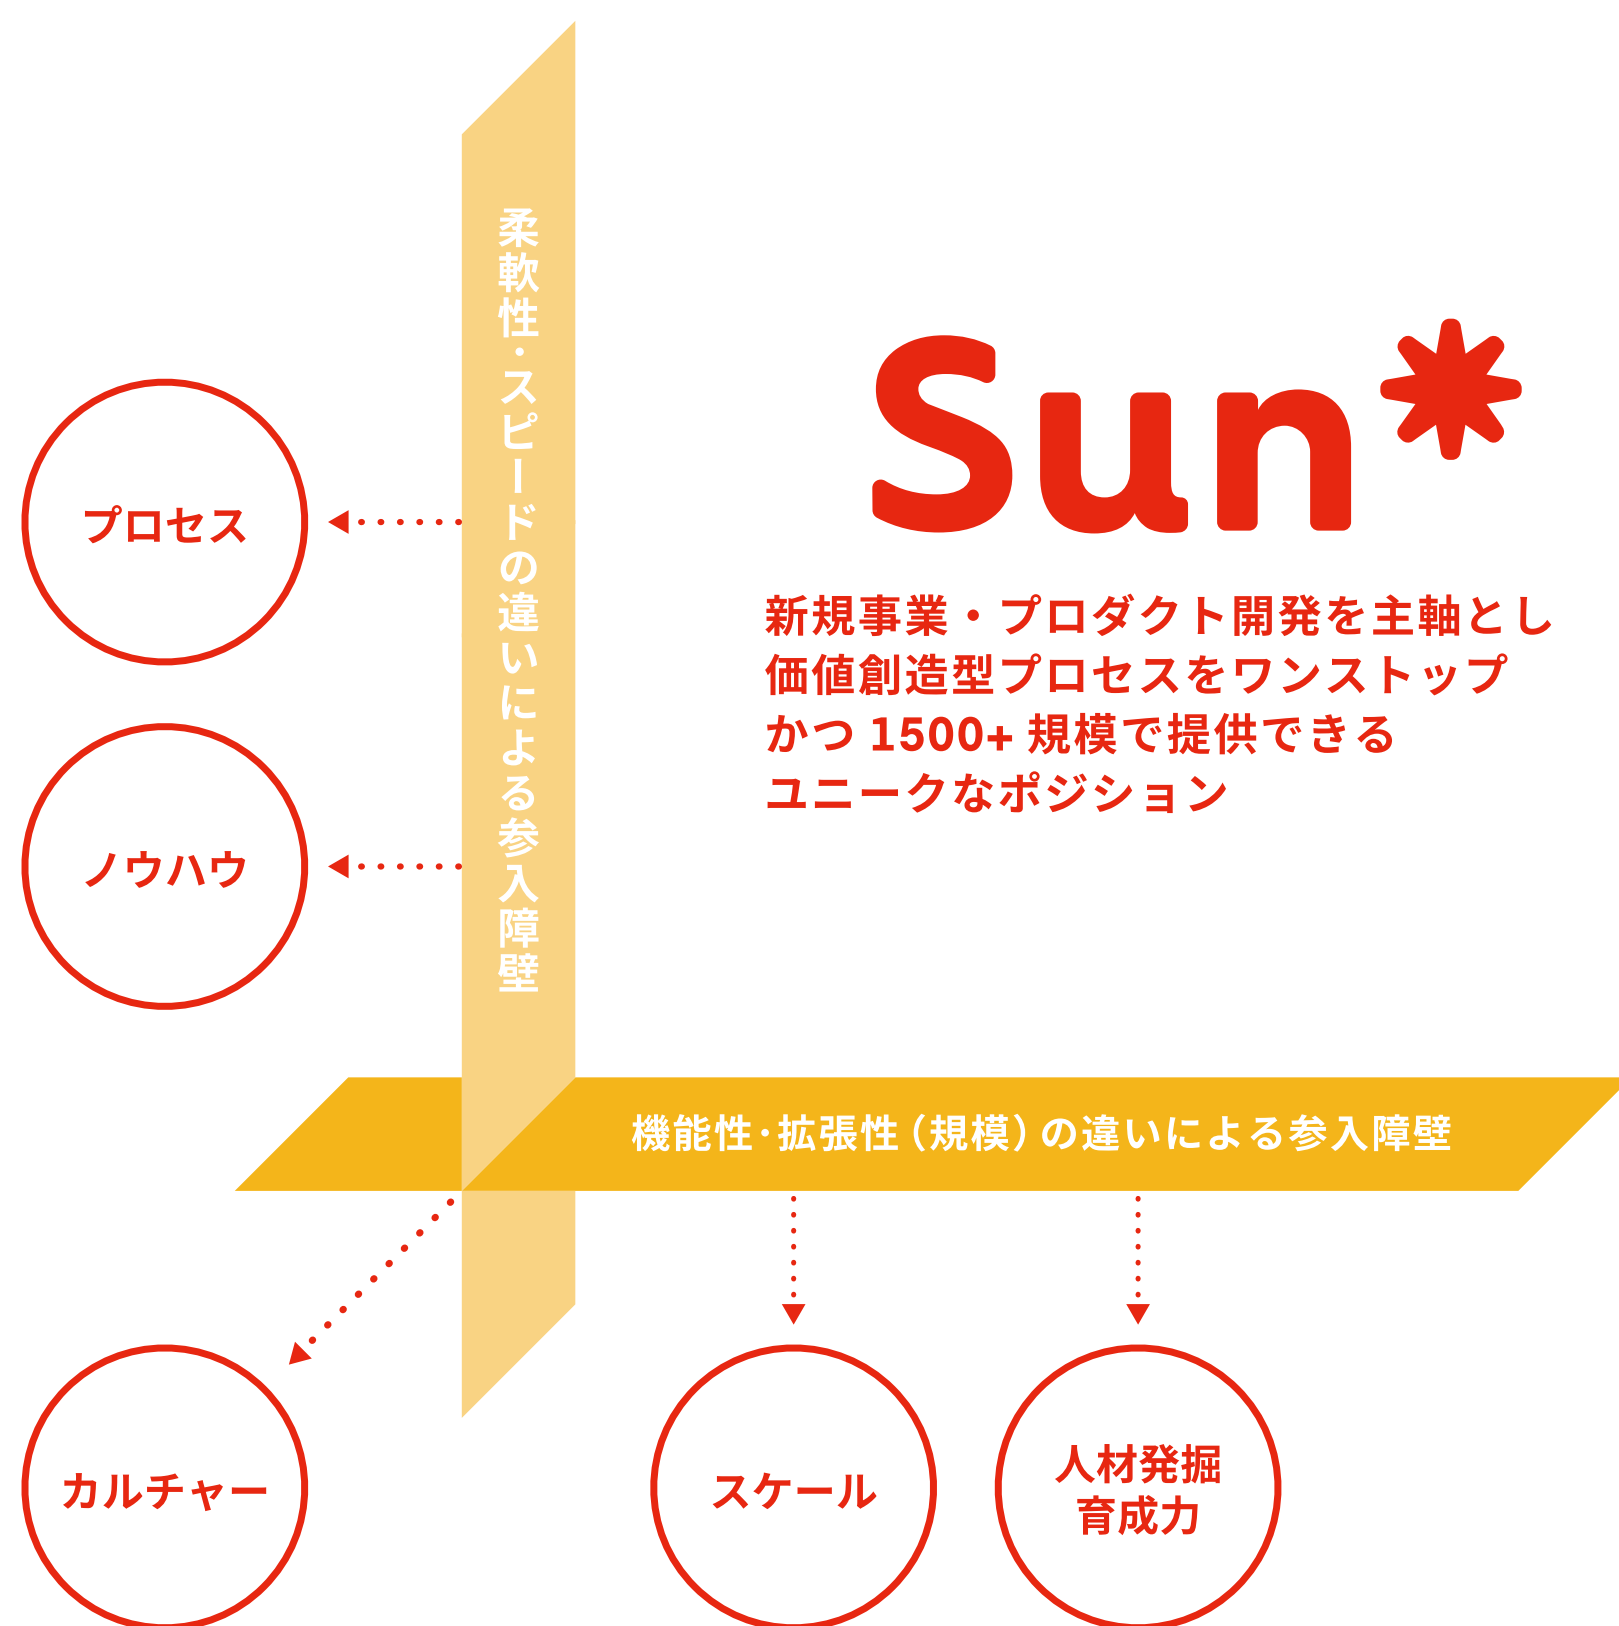 柔軟性・スピードの違いによる参入障壁
Sun*
新規事業・プロダクト開発を主軸とし
価値創造型プロセスをワンストップ
かつ 1500+ 規模で提供できる
ユニークなポジション
プロセス
ノウハウ
機能性・拡張性（規模）の違いによる参入障壁
カルチャー
スケール
人材発掘
育成力